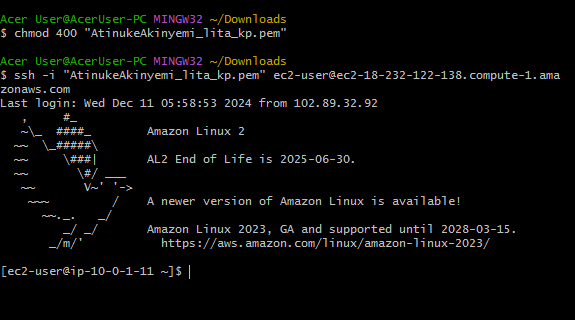 Acer User@AcerUser-PC MINGW32 ~/Downloads
$ chmod 400 "AtinukeAkinyemi_lita_kp.pem"

Acer User@AcerUser-PC MINGW32 ~/Downloads
$ ssh -i "AtinukeAkinyemi_lita_kp.pem" ec2-user@ec2-18-232-122-138.compute-1.ama
zonaws.com
Last login: Wed Dec 11 05:58:53 2024 from 102.89.32.92
   ,     #_
   ~\_  ####_        Amazon Linux 2
  ~~  \_#####\
  ~~     \###|       AL2 End of Life is 2025-06-30.
  ~~       \#/ ___
   ~~       V~' '->
    ~~~         /    A newer version of Amazon Linux is available!
      ~~._.   _/
         _/ _/       Amazon Linux 2023, GA and supported until 2028-03-15.
       _/m/'           https://aws.amazon.com/linux/amazon-linux-2023/

[ec2-user@ip-10-0-1-11 ~]$